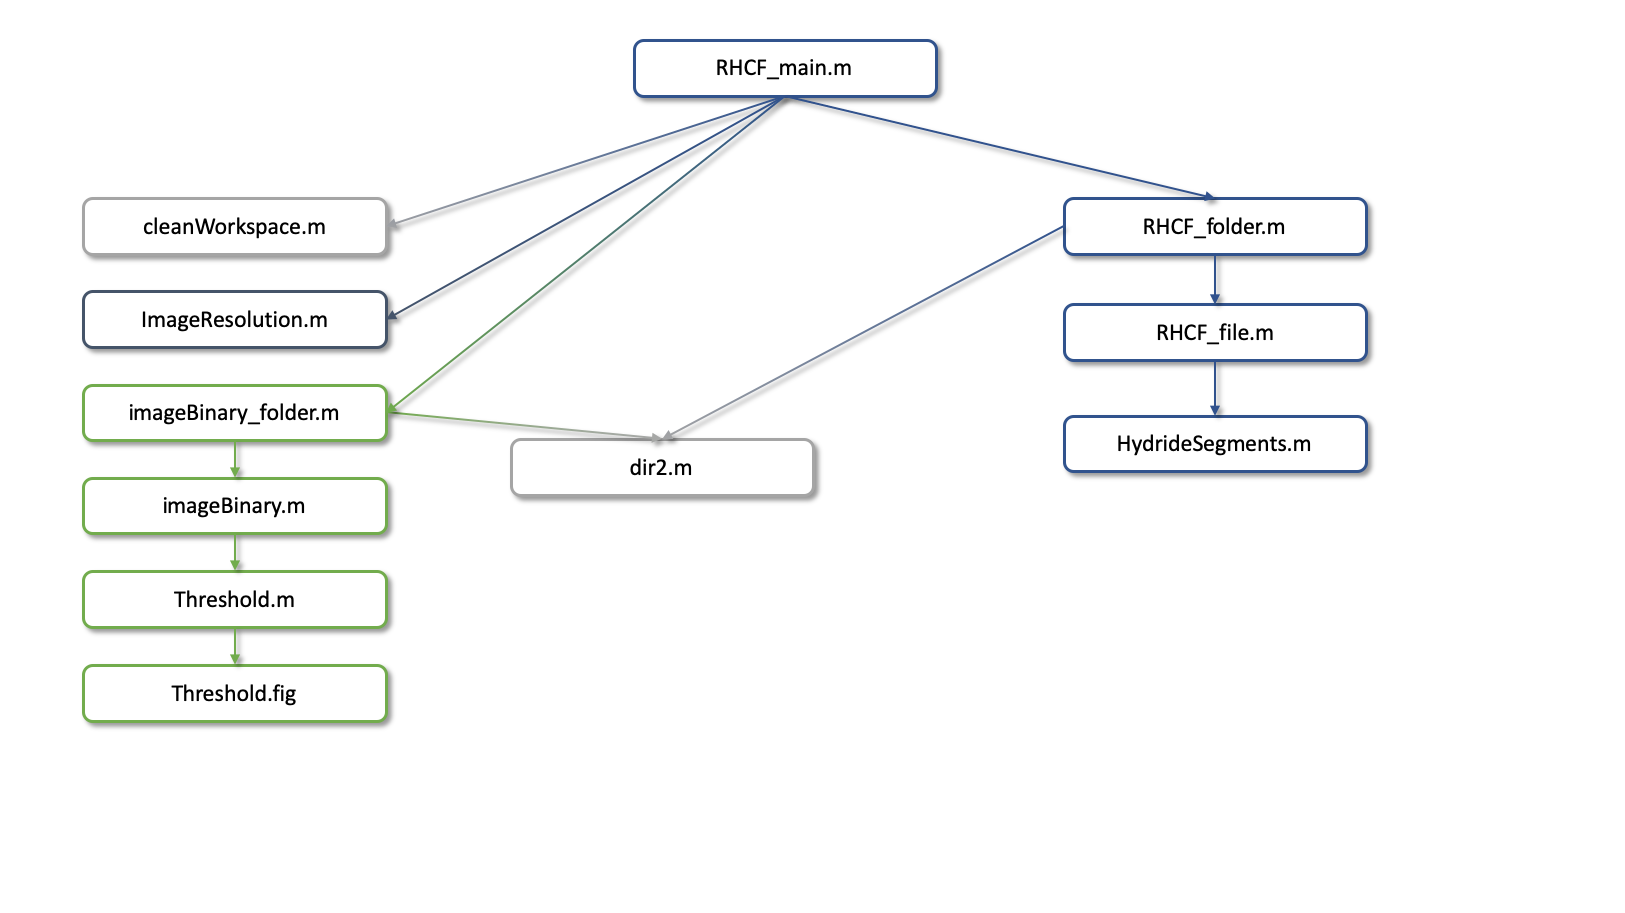 RHCF_main.m
cleanWorkspace.m
RHCF_folder.m
ImageResolution.m
RHCF_file.m
imageBinary_folder.m
HydrideSegments.m
dir2.m
imageBinary.m
Threshold.m
Threshold.fig